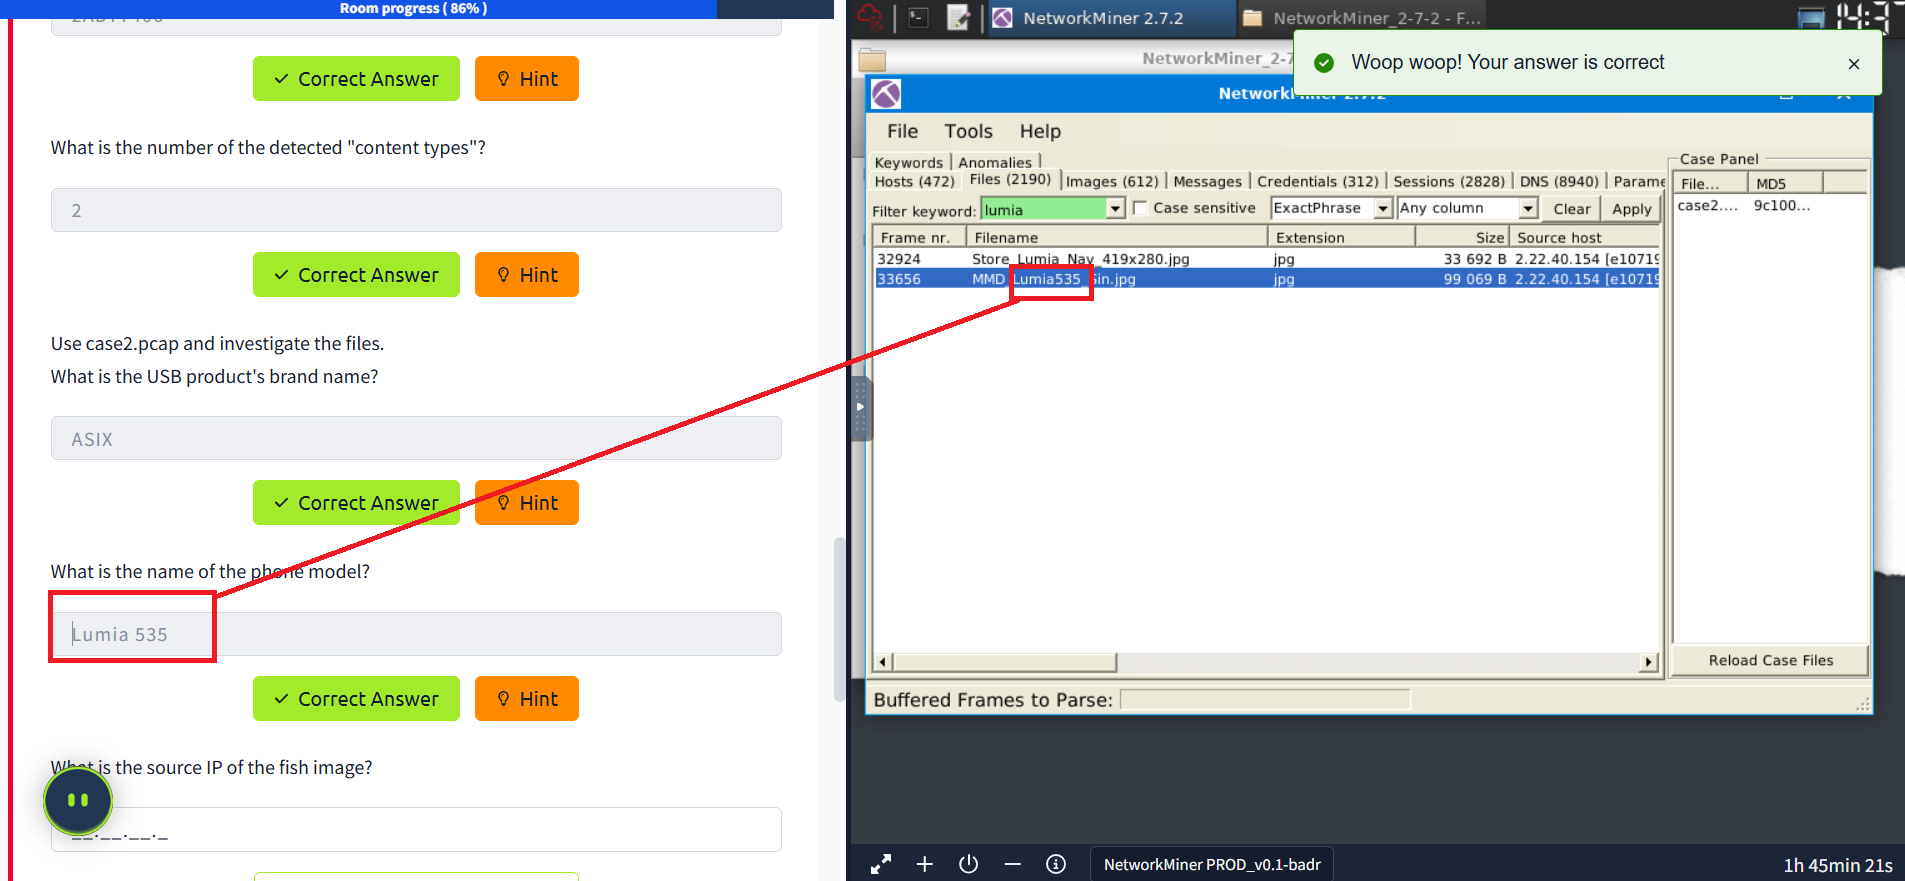 Room progress ( 86% )
Correct Answer
Hint
What is the number of the detected "content types"?
2
Correct Answer
Hint
Use case2.pcap and investigate the files.
What is the USB product's brand name?
ASIX
Correct Answer
Hint
What is the name of the phone model?
Lumia 535
Correct Answer
Hint
What is the source IP of the fish image?
__.__.__._
NetworkMiner 2.7.2
NetworkMiner_2-7-2 - F...
14:37
NetworkMiner_2-7
Woop woop! Your answer is correct
NetworkMiner 2.7.2
File Tools Help
Keywords Anomalies
Hosts (472) Files (2190) Images (612) Messages Credentials (312) Sessions (2828) DNS (8940) Parame
Filter keyword: lumia Case sensitive ExactPhrase Any column Clear Apply
Frame nr. Filename Extension Size Source host
32924 Store_Lumia_Nav_419x280.jpg jpg 33 692 B 2.22.40.154 [e10719
33656 MMD_Lumia535_Sin.jpg jpg 99 069 B 2.22.40.154 [e10719
Case Panel
File... MD5
case2.... 9c100...
Reload Case Files
Buffered Frames to Parse:
NetworkMiner PROD_v0.1-badr
1h 45min 21s